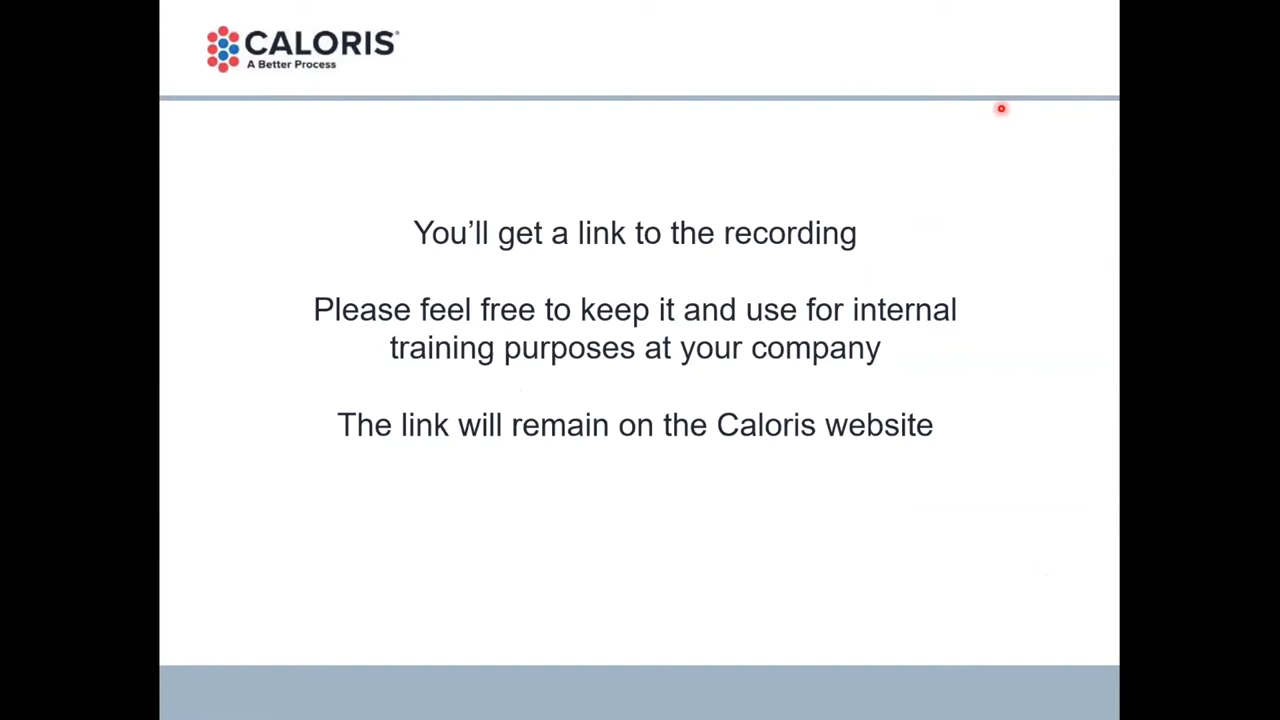 CALORIS®
A Better Process
You’ll get a link to the recording
Please feel free to keep it and use for internal
training purposes at your company
The link will remain on the Caloris website